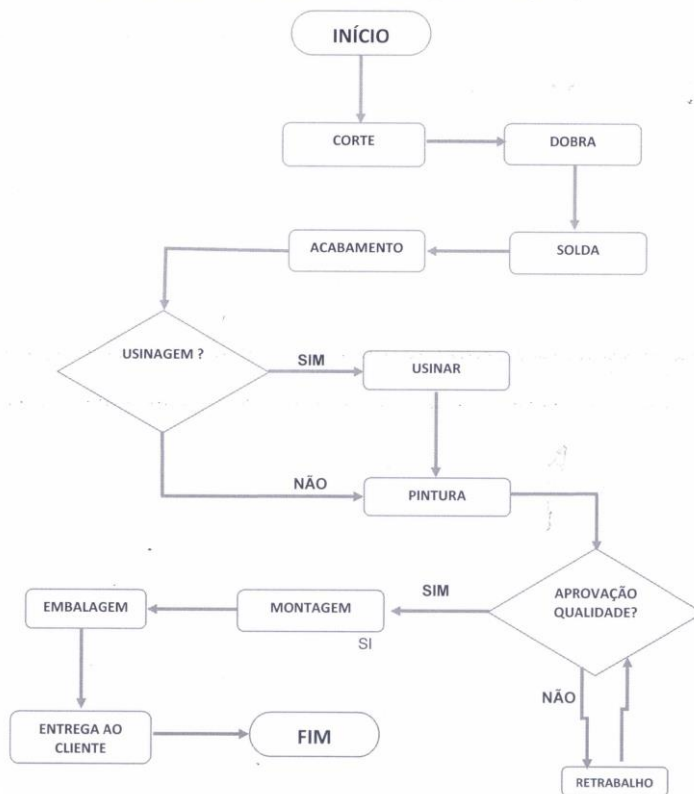 INÍCIO
CORTE
DOBRA
ACABAMENTO
SOLDA
USINAGEM ?
SIM
USINAR
NÃO
PINTURA
EMBALAGEM
MONTAGEM
SIM
APROVAÇÃO
QUALIDADE?
SI
NÃO
ENTREGA AO
CLIENTE
FIM
RETRABALHO